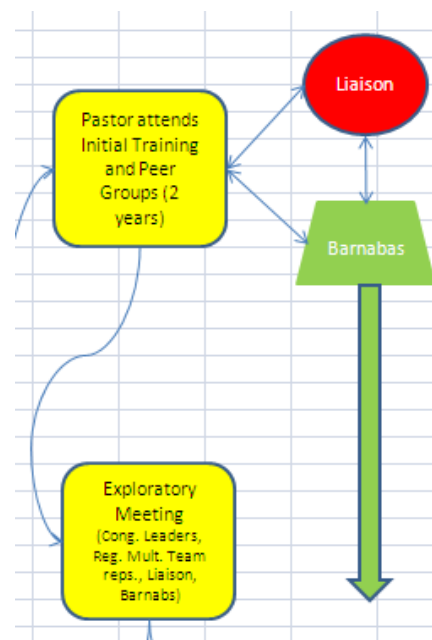 Liaison
Pastor attends
Initial Training
and Peer
Groups (2
years)
Barnabas
Exploratory
Meeting
(Cong. Leaders,
Reg. Mult. Team
reps., Liaison,
Barnabs)